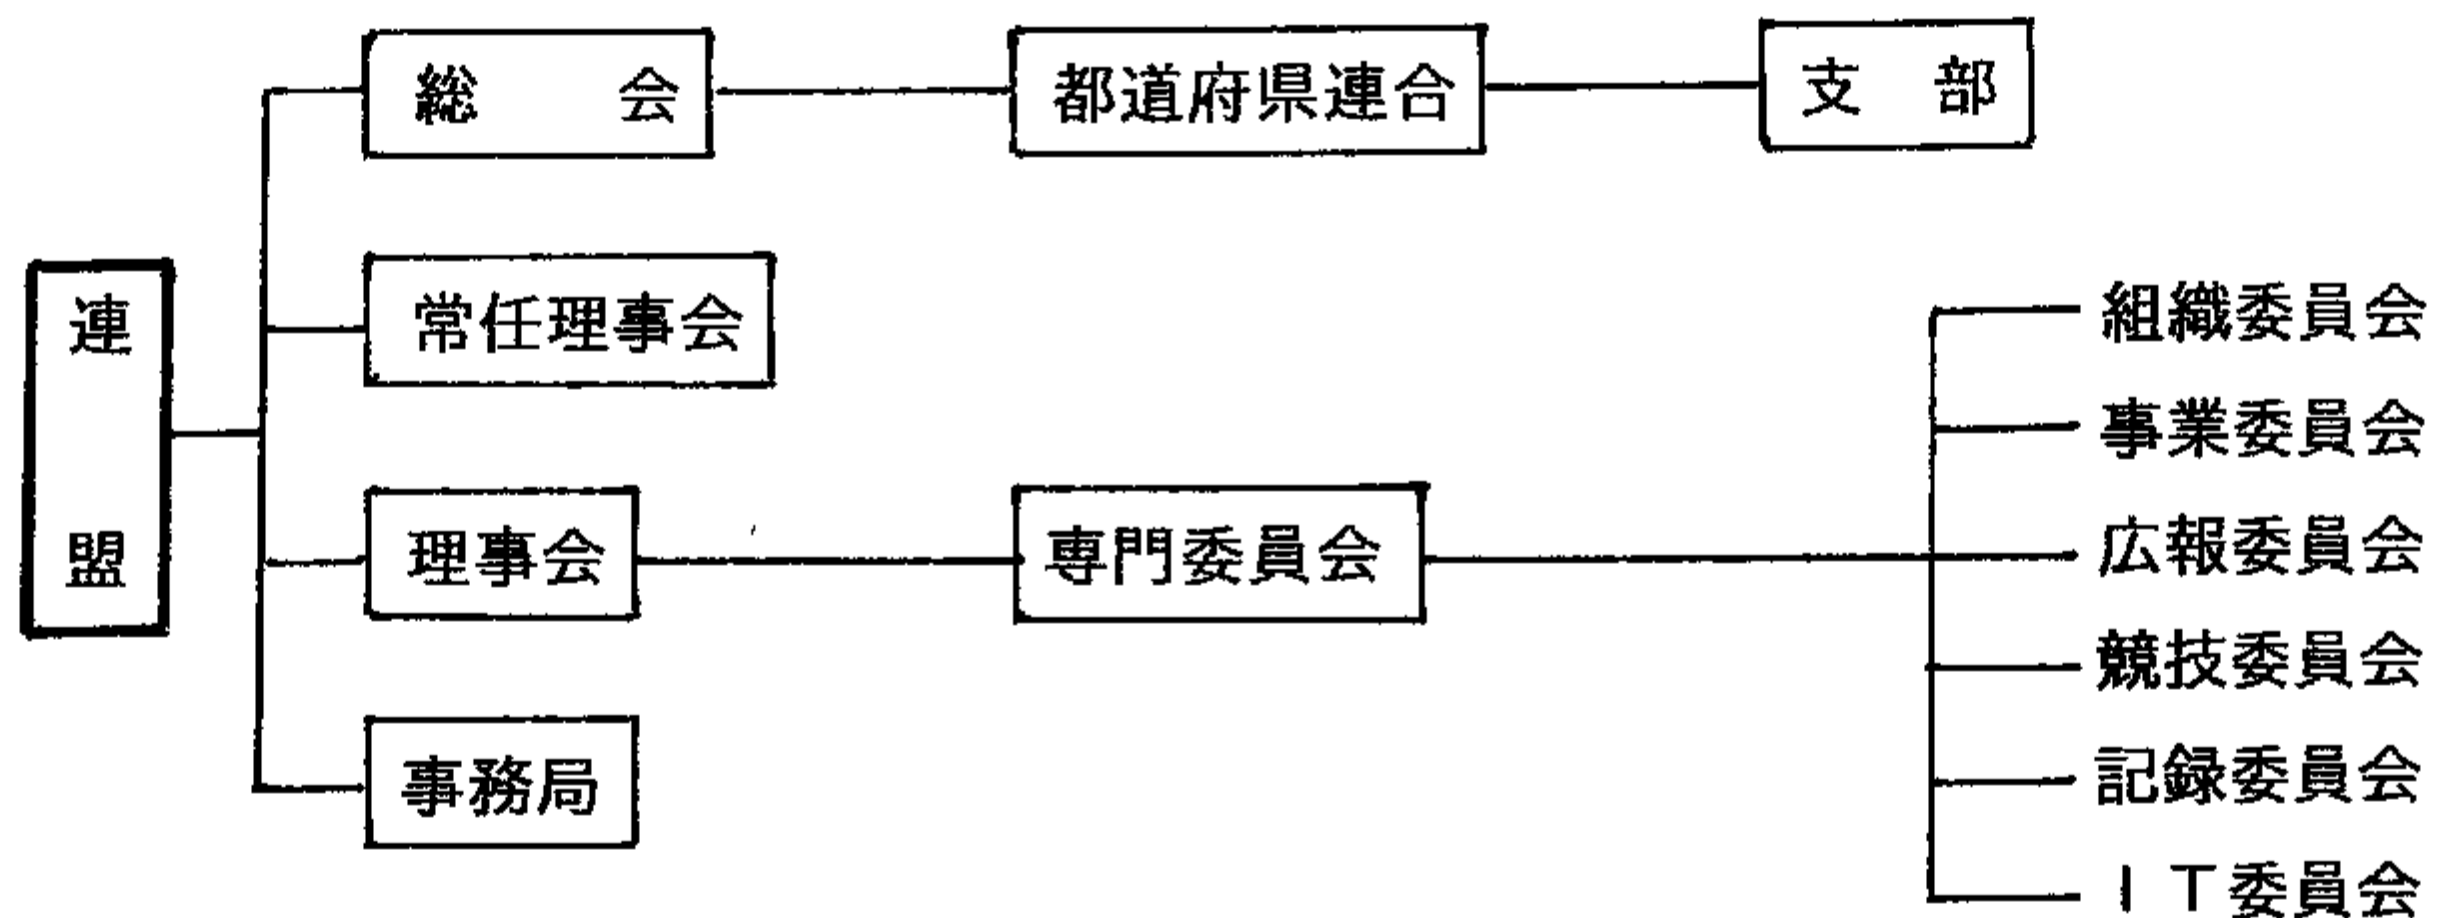 連盟
総会
都道府県連合
支部
常任理事会
理事会
専門委員会
事務局
組織委員会
事業委員会
広報委員会
競技委員会
記録委員会
IT委員会